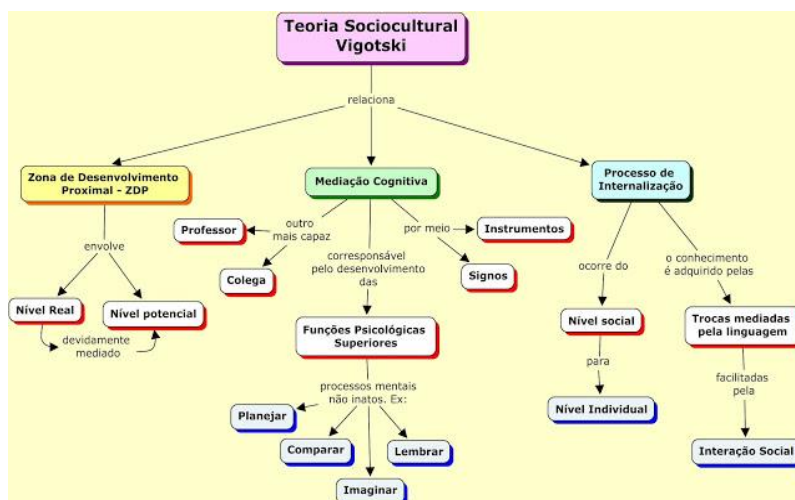 Teoria Sociocultural
Vigotski
relaciona
Zona de Desenvolvimento
Proximal - ZDP
envolve
Nível Real
Nível potencial
devidamente
mediado
Mediação Cognitiva
outro
mais capaz
Professor
Colega
corresponsável
pelo desenvolvimento
das
por meio
Instrumentos
Signos
Funções Psicológicas
Superiores
processos mentais
não inatos. Ex:
Planejar
Comparar
Imaginar
Lembrar
Processo de
Internalização
ocorre do
Nível social
para
Nível Individual
o conhecimento
é adquirido pelas
Trocas mediadas
pela linguagem
facilitadas
pela
Interação Social